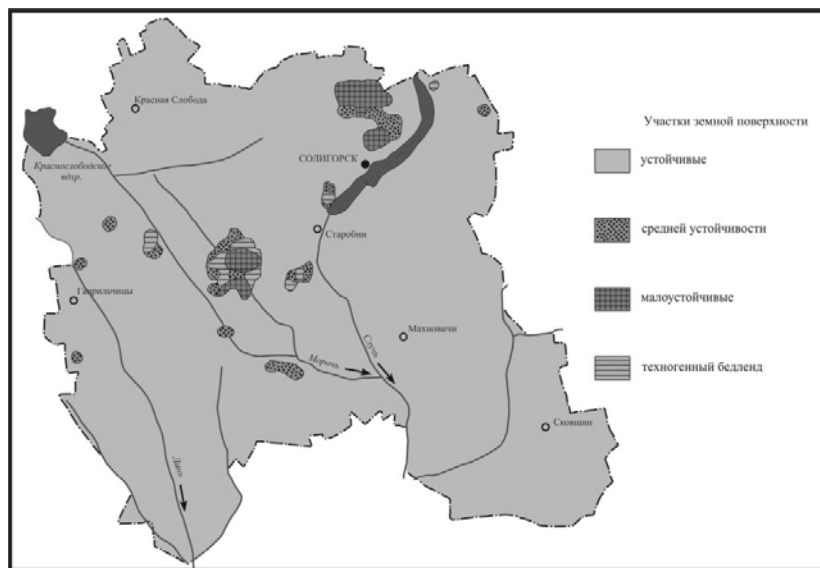 Красная Слобода
Краснослободское
вдхр.
СОЛИГОРСК
Старобин
Гаврильчицы
Махновичи
Морочь
Случь
Сковшин
Лань
Участки земной поверхности
устойчивые
средней устойчивости
малоустойчивые
техногенный бедленд